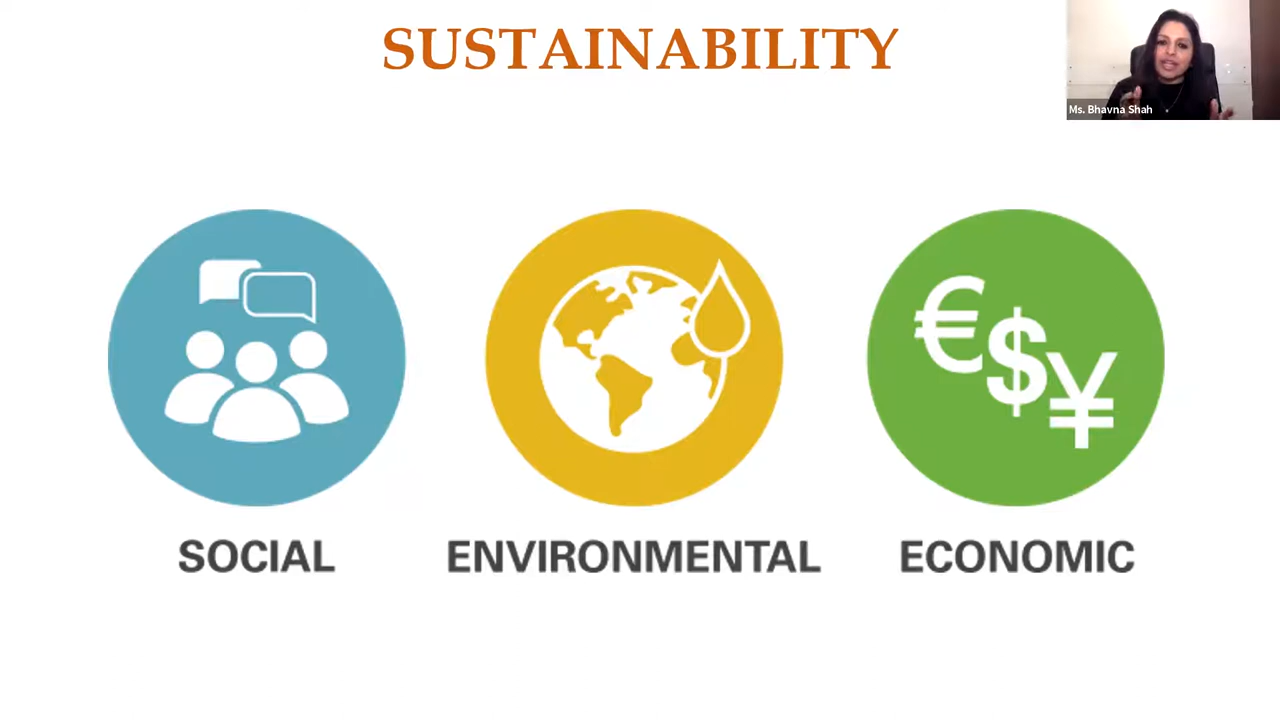 SUSTAINABILITY
Ms. Bhavna Shah
€
$
¥
SOCIAL
ENVIRONMENTAL
ECONOMIC